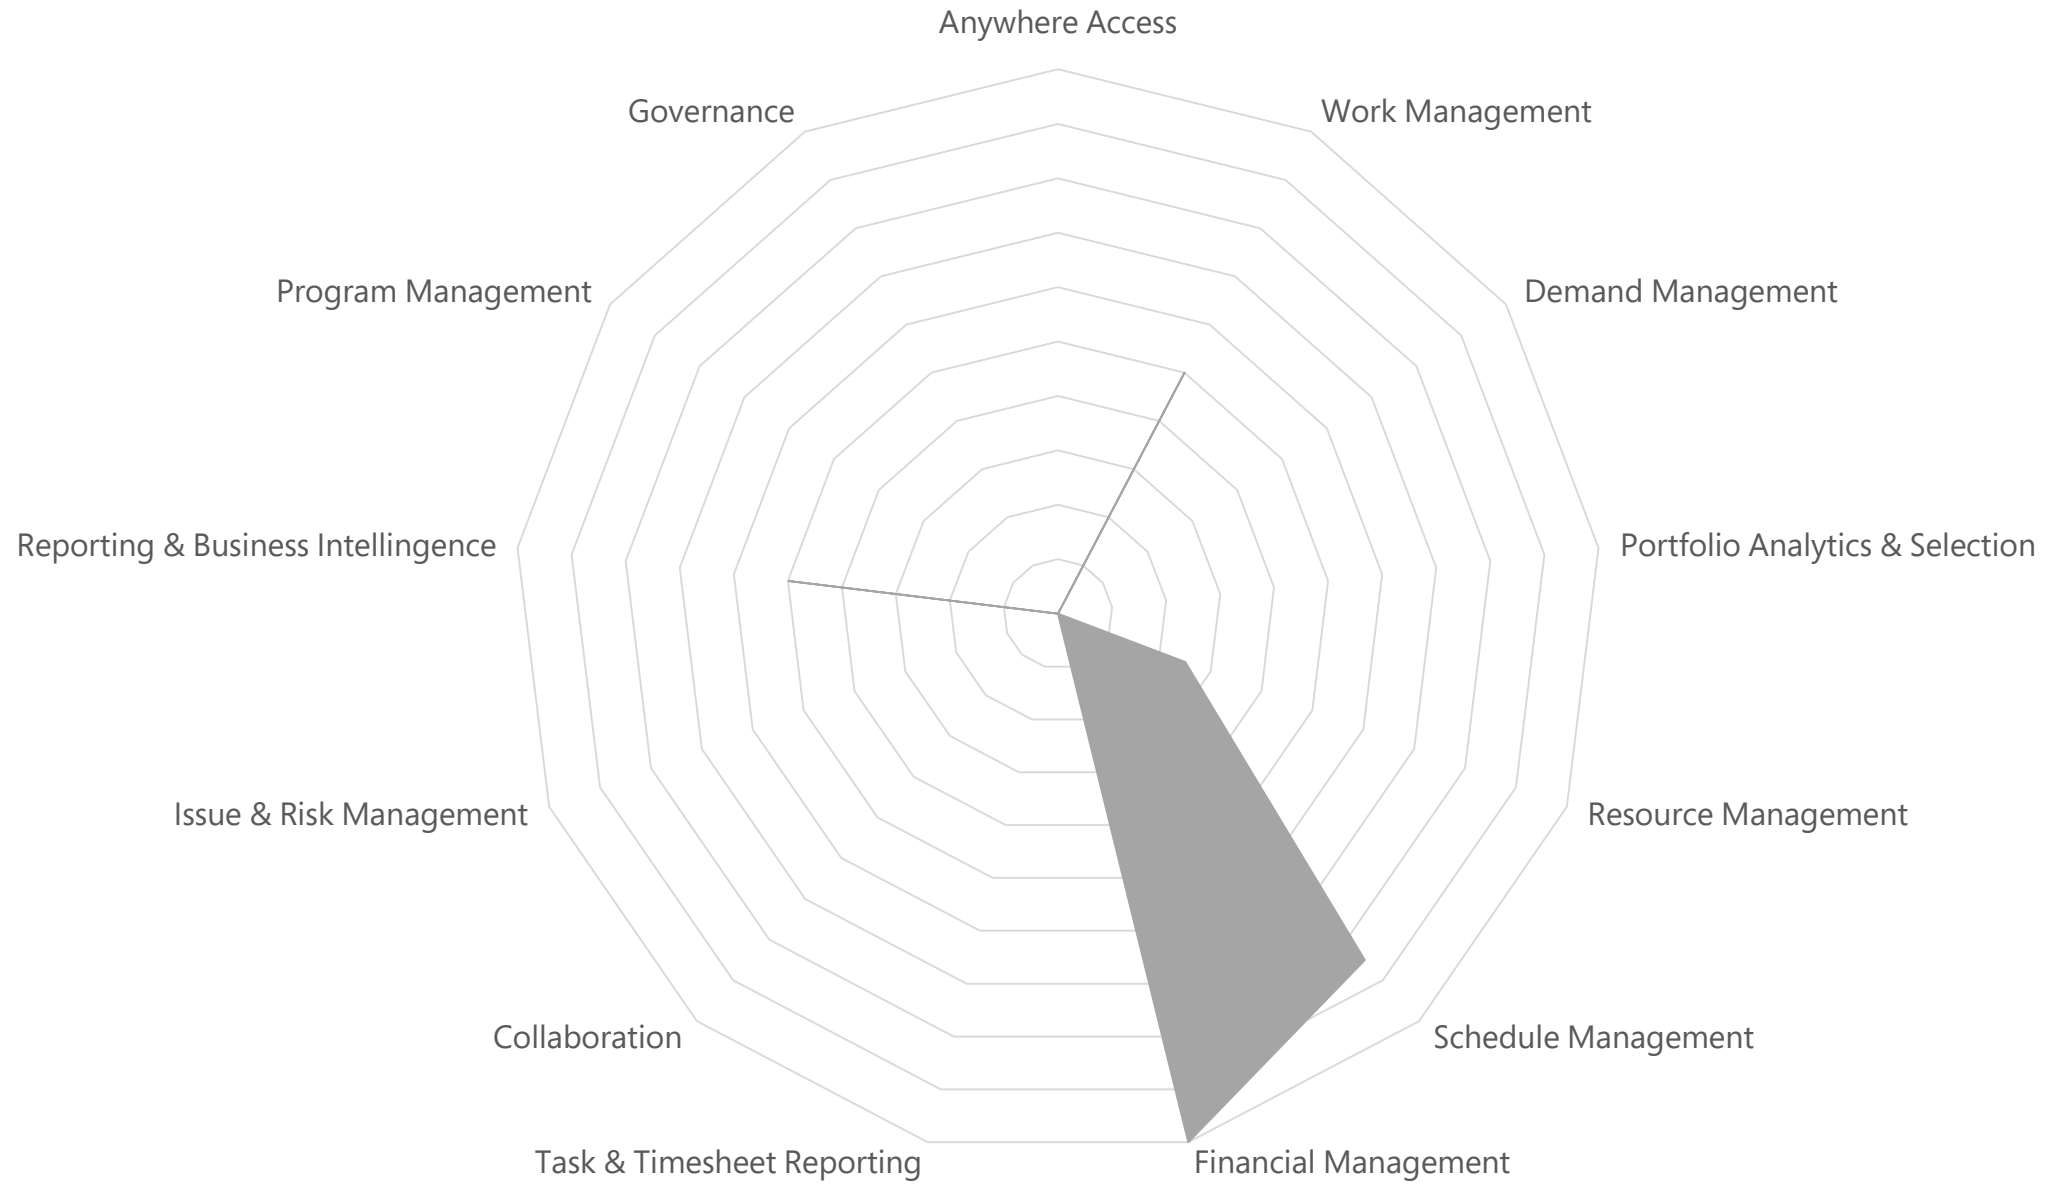 Anywhere Access
Governance
Work Management
Program Management
Demand Management
Reporting & Business Intellingence
Portfolio Analytics & Selection
Issue & Risk Management
Resource Management
Collaboration
Schedule Management
Task & Timesheet Reporting
Financial Management